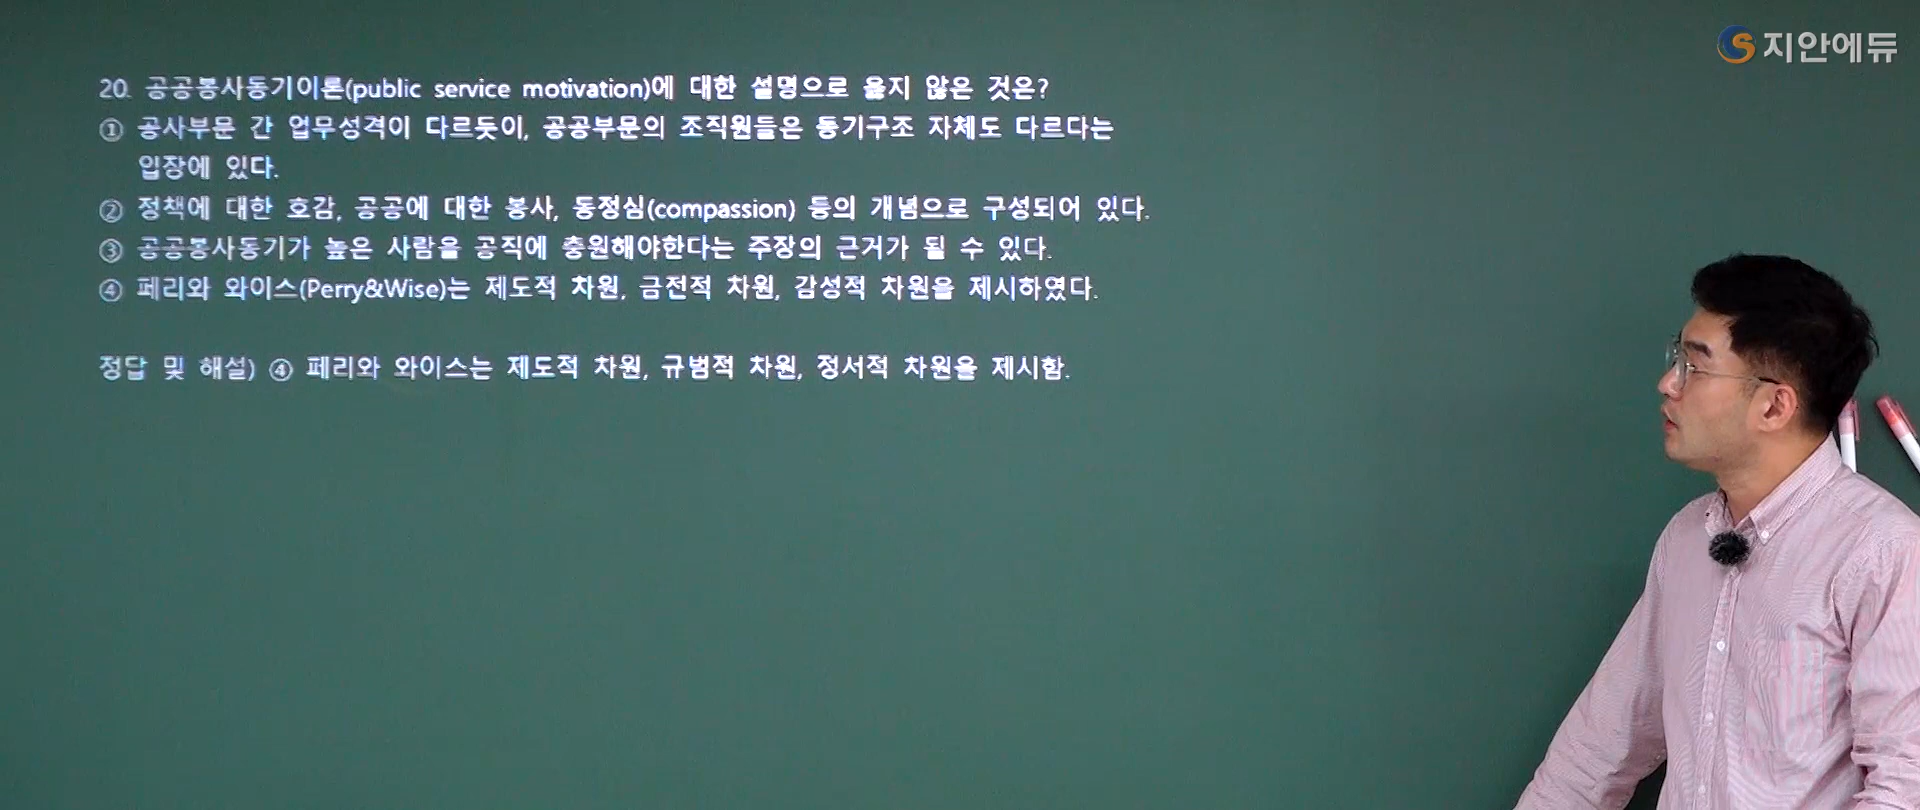 지안에듀
20. 공공봉사동기이론(public service motivation)에 대한 설명으로 옳지 않은 것은?
① 공사부문 간 업무성격이 다르듯이, 공공부문의 조직원들은 동기구조 자체도 다르다는
입장에 있다.
② 정책에 대한 호감, 공공에 대한 봉사, 동정심(compassion) 등의 개념으로 구성되어 있다.
③ 공공봉사동기가 높은 사람을 공직에 충원해야한다는 주장의 근거가 될 수 있다.
④ 페리와 와이스(Perry&Wise)는 제도적 차원, 금전적 차원, 감성적 차원을 제시하였다.
정답 및 해설) ④ 페리와 와이스는 제도적 차원, 규범적 차원, 정서적 차원을 제시함.